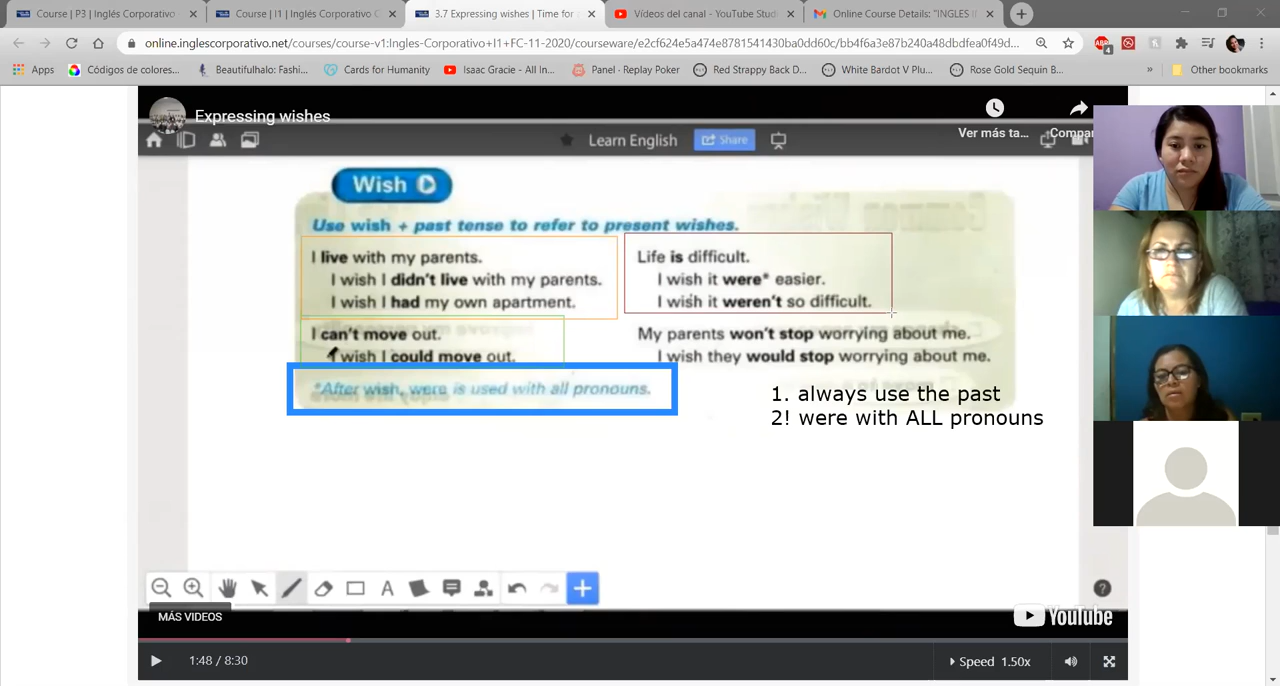 Course | P3 | Inglés Corporativo
Course | I1 | Inglés Corporativo C
3.7 Expressing wishes | Time for
Vídeos del canal - YouTube Stud
Online Course Details: "INGLES I
online.inglescorporativo.net/courses/course-v1:Ingles-Corporativo+I1+FC-11-2020/courseware/e2cf624e5a474e8781541430ba0dd60c/bb4f6a3e87b240a48dbdfea0f49d...
Apps
Códigos de colores...
Beautifulhalo: Fashi...
Cards for Humanity
Isaac Gracie - All In...
Panel · Replay Poker
Red Strappy Back D...
White Bardot V Plu...
Rose Gold Sequin B...
»
Other bookmarks
Expressing wishes
Ver más ta...
Compar
Learn English
Share
Wish
Use wish + past tense to refer to present wishes.
I live with my parents.
I wish I didn't live with my parents.
I wish I had my own apartment.
I can't move out.
I wish I could move out.
*After wish, were is used with all pronouns.
Life is difficult.
I wish it were* easier.
I wish it weren't so difficult.
My parents won't stop worrying about me.
I wish they would stop worrying about me.
1. always use the past
2! were with ALL pronouns
MÁS VIDEOS
YouTube
1:48 / 8:30
Speed 1.50x